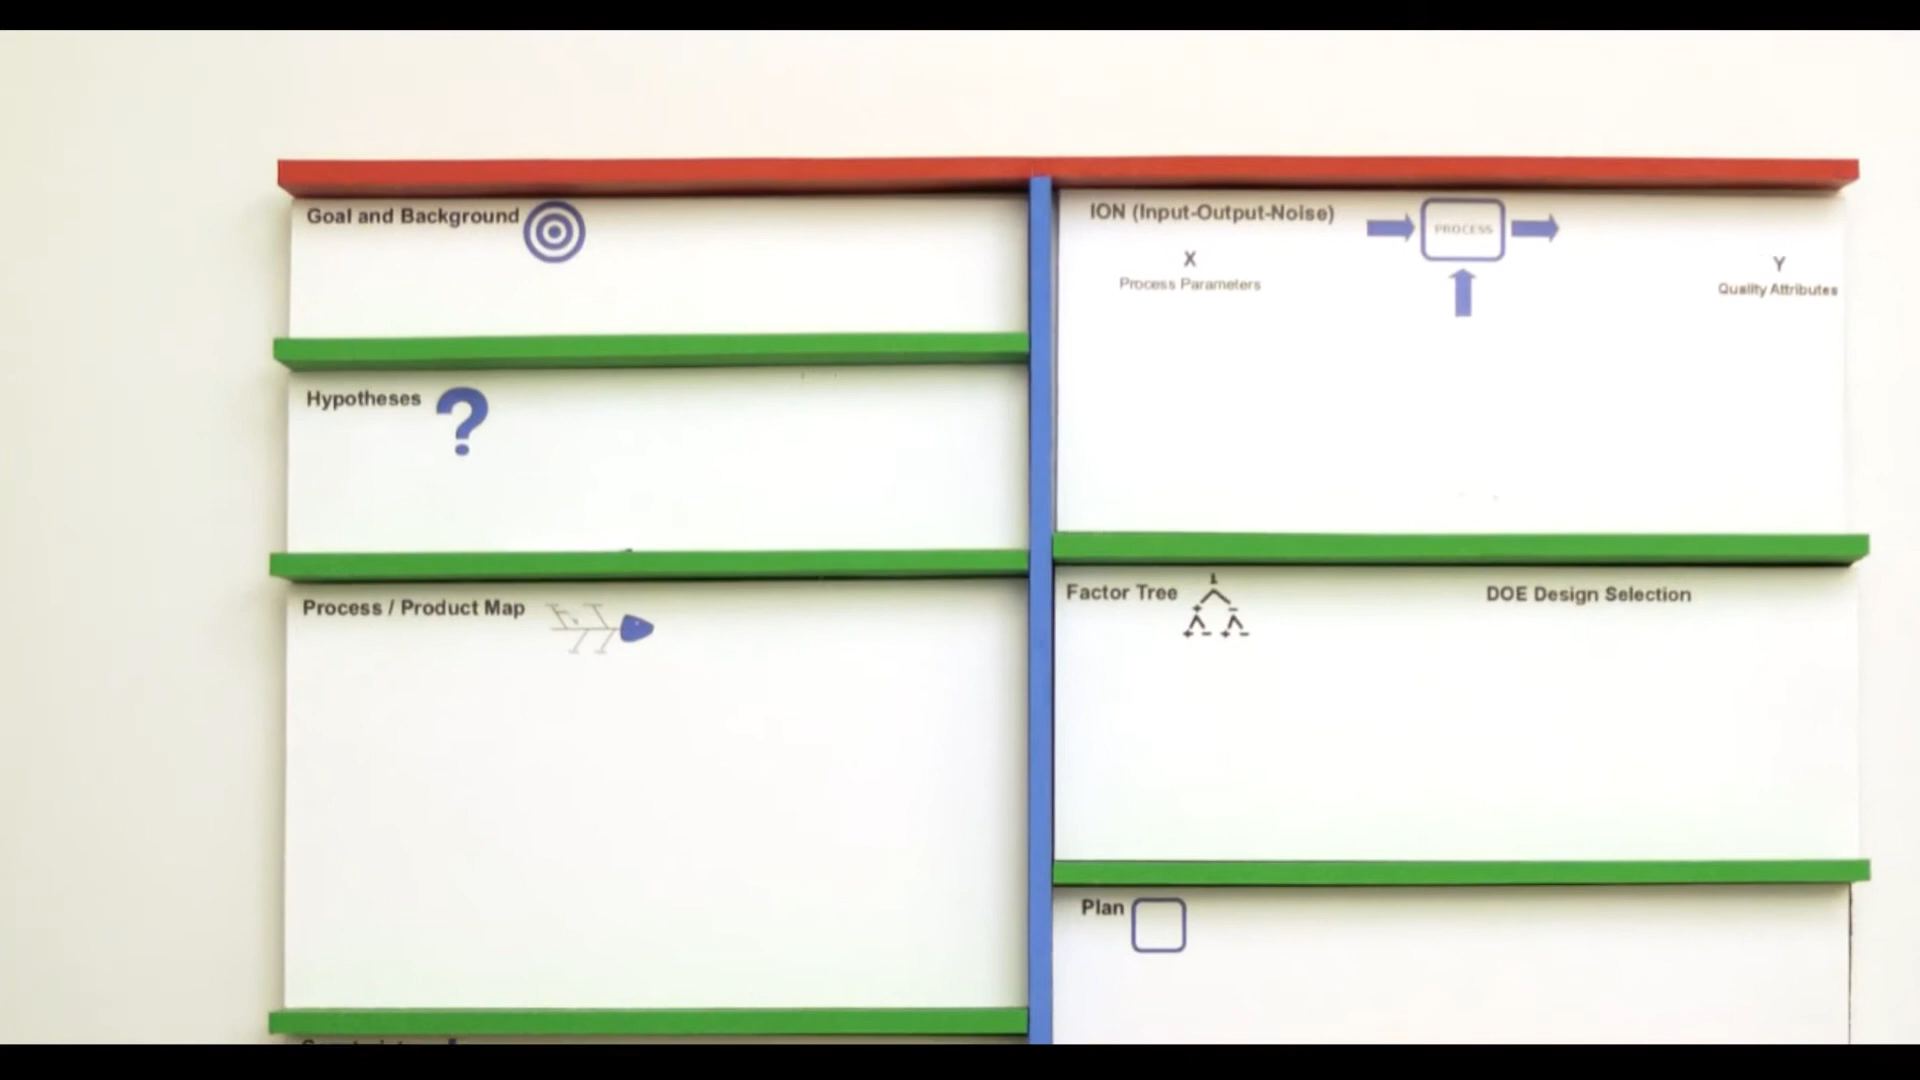 Goal and Background
Hypotheses
Process / Product Map
ION (Input-Output-Noise)
PROCESS
X
Process Parameters
Y
Quality Attributes
Factor Tree
DOE Design Selection
Plan